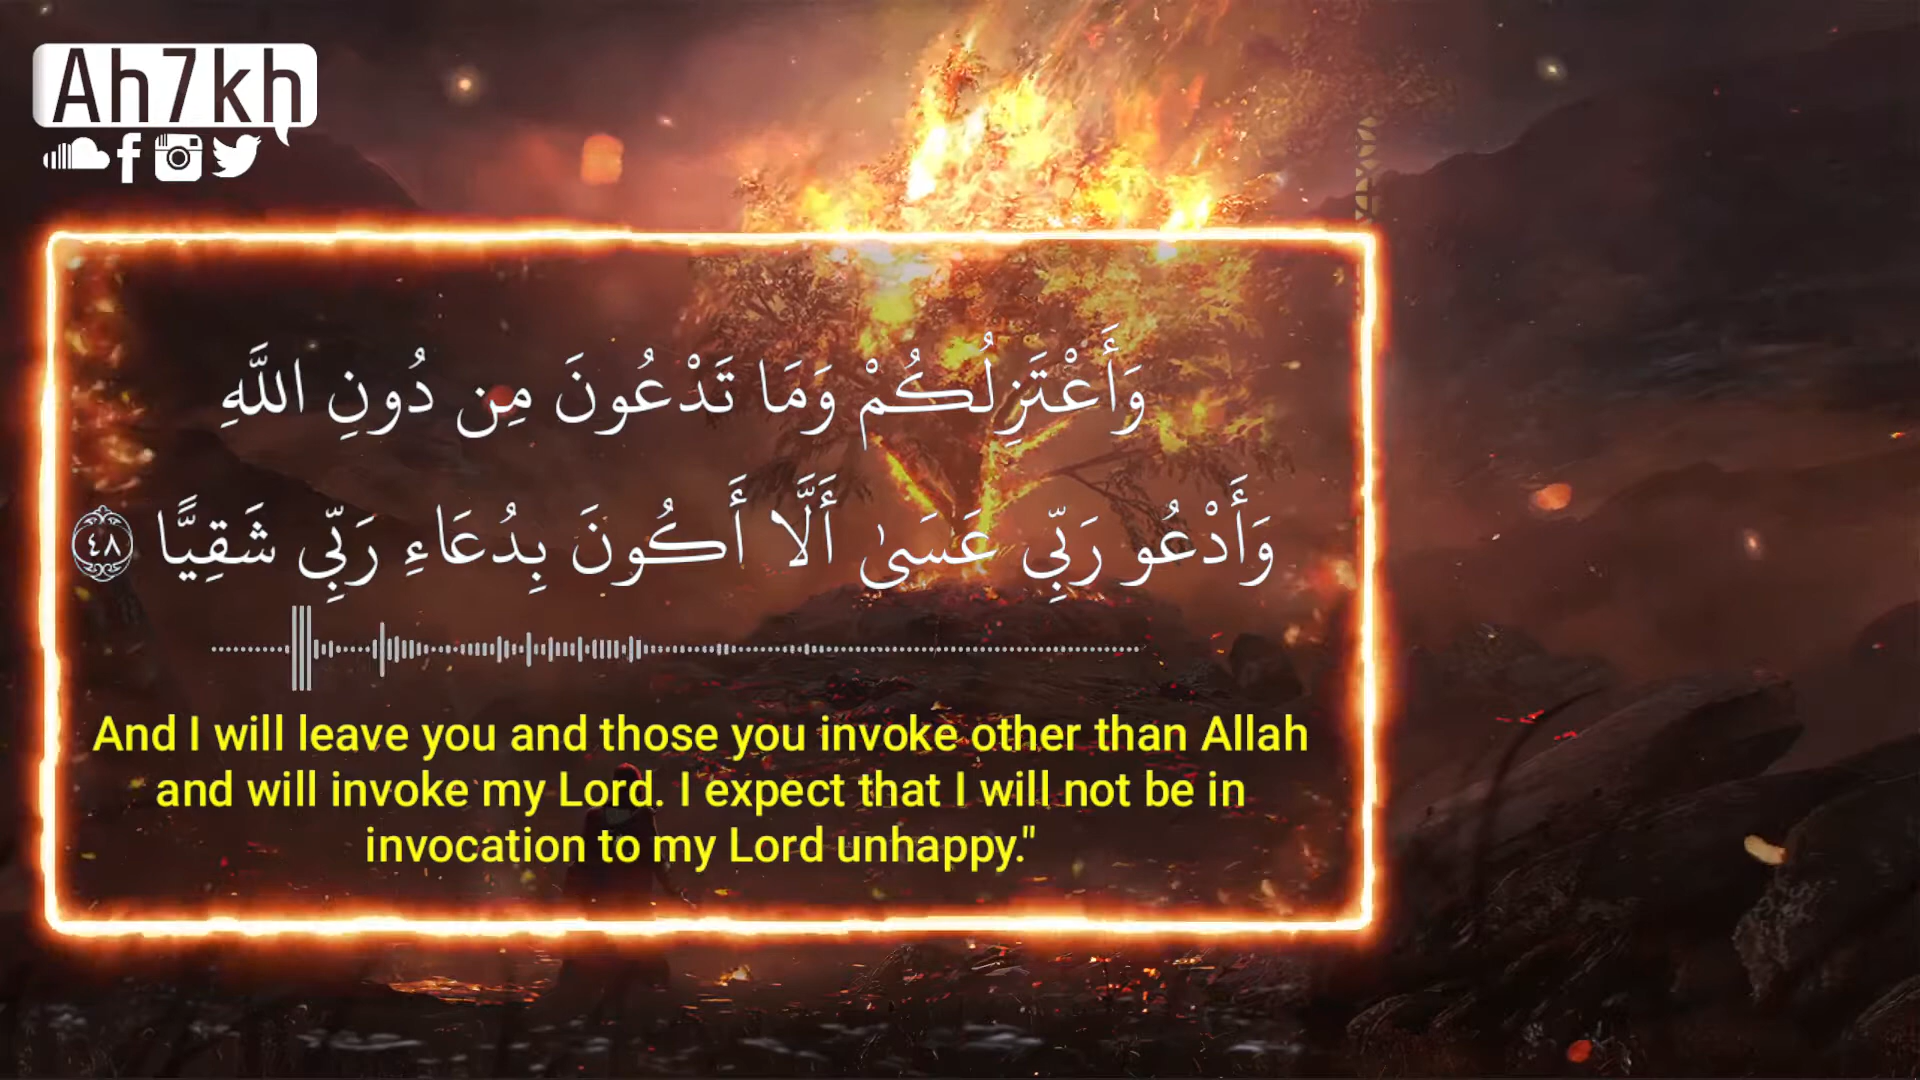 Ah7kh
وَأَعْتَزِلُكُمْ وَمَا تَدْعُونَ مِن دُونِ اللَّهِ
وَأَدْعُو رَبِّي عَسَىٰ أَلَّا أَكُونَ بِدُعَاءِ رَبِّي شَقِيًّا ٤٨
And I will leave you and those you invoke other than Allah
and will invoke my Lord. I expect that I will not be in
invocation to my Lord unhappy."